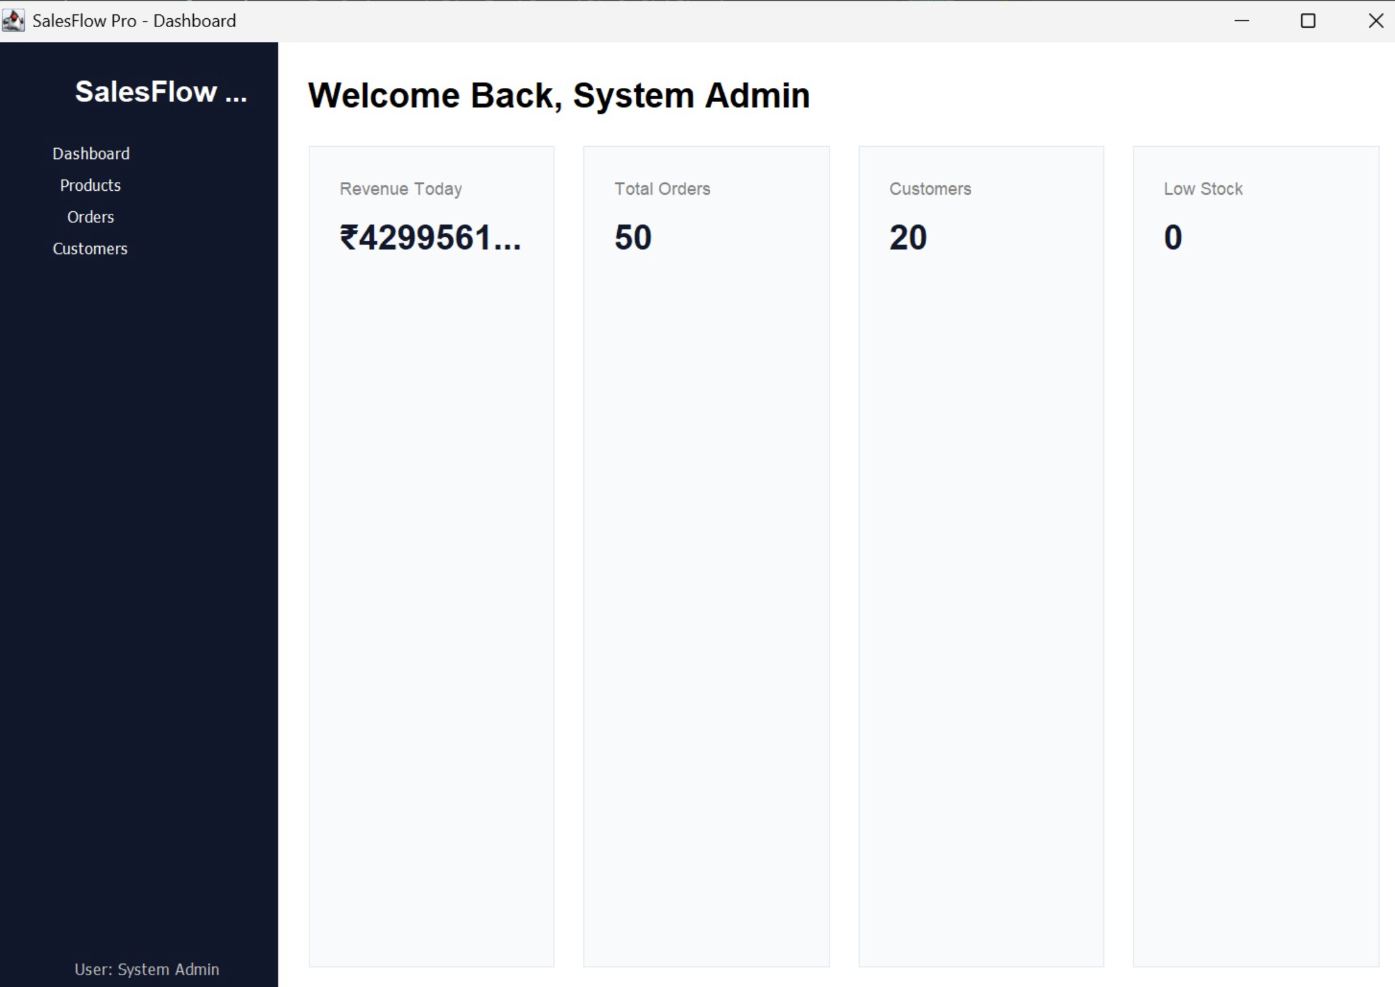 SalesFlow Pro - Dashboard
SalesFlow ...
Dashboard
Products
Orders
Customers
User: System Admin
Welcome Back, System Admin
Revenue Today
₹4299561...
Total Orders
50
Customers
20
Low Stock
0